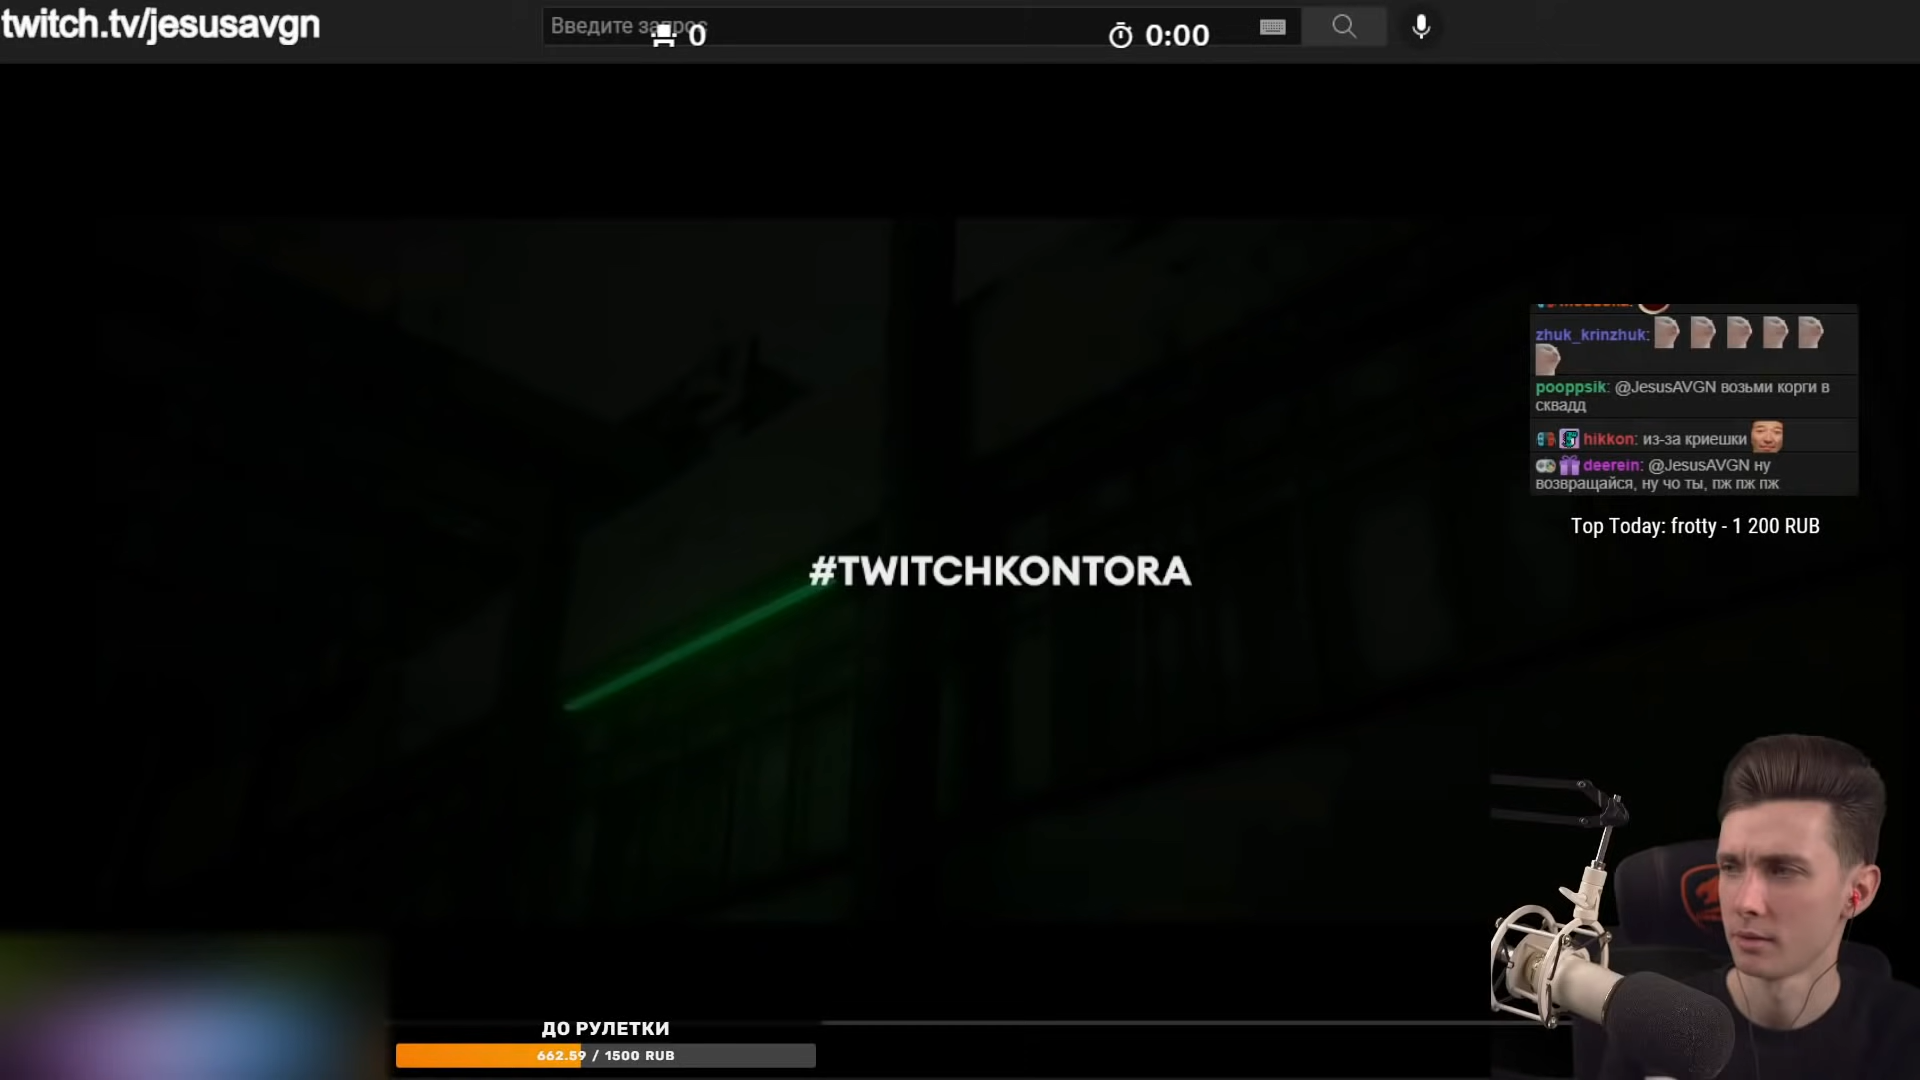 twitch.tv/jesusavgn
Введите запрос
0
0:00
zhuk_krinzhuk:
pooppsik: @JesusAVGN возьми корги в
сквадд
hikkon: из-за криешки
deerein: @JesusAVGN ну
возвращайся, ну чо ты, пж пж пж
Top Today: frotty - 1 200 RUB
#TWITCHKONTORA
ДО РУЛЕТКИ
662.59 / 1500 RUB